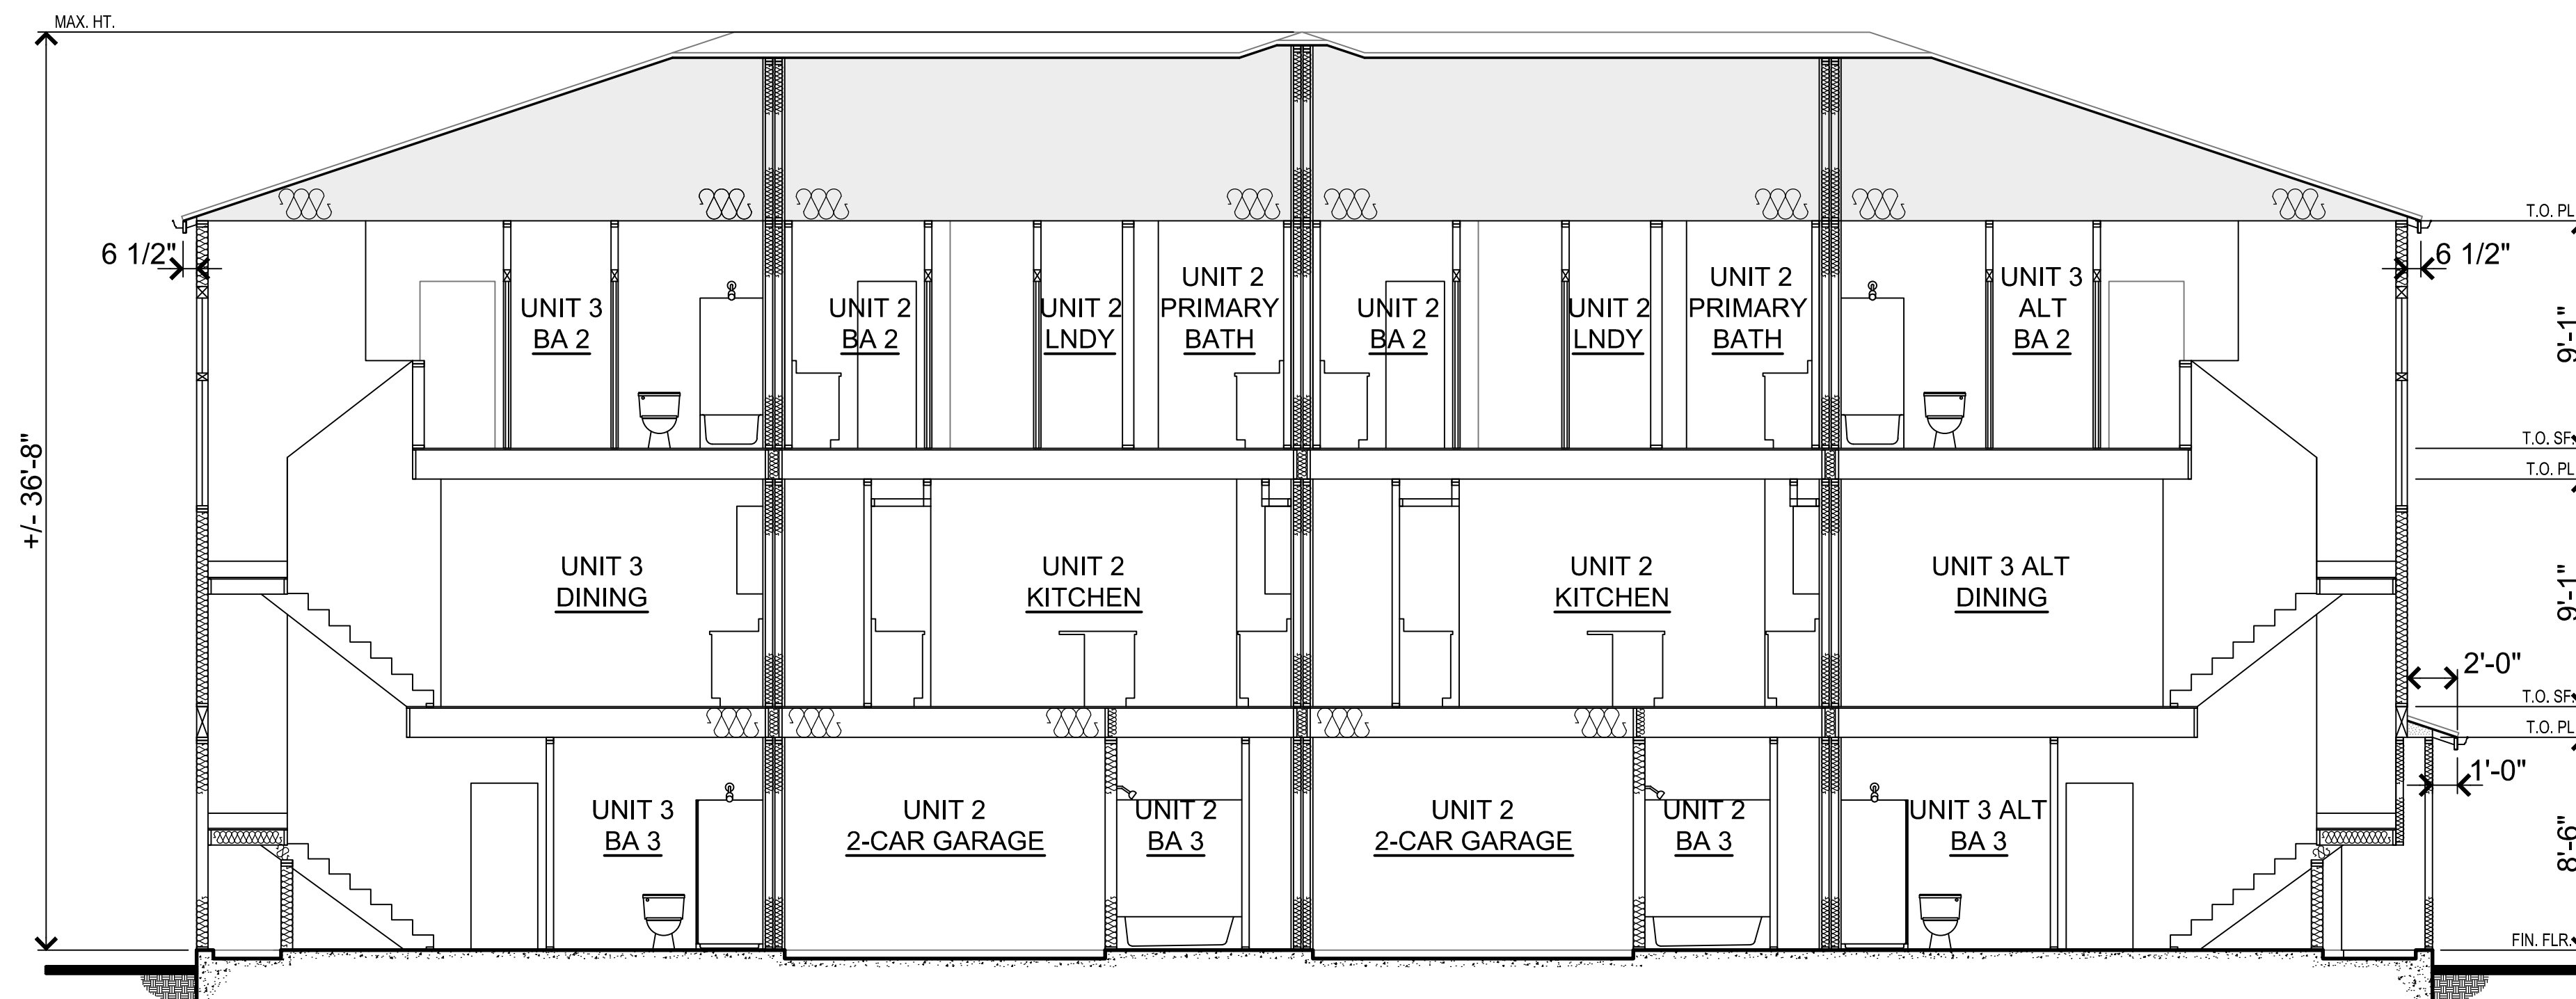 MAX. HT.
+/- 36'-8"
T.O. PL
6 1/2"
6 1/2"
9'-1"
UNIT 3
BA 2
UNIT 2
BA 2
UNIT 2
LNDY
UNIT 2
PRIMARY
BATH
UNIT 2
BA 2
UNIT 2
LNDY
UNIT 2
PRIMARY
BATH
UNIT 3
ALT
BA 2
T.O. SF.
T.O. PL
9'-1"
UNIT 3
DINING
UNIT 2
KITCHEN
UNIT 2
KITCHEN
UNIT 3 ALT
DINING
2'-0"
T.O. SF.
T.O. PL
1'-0"
8'-6"
UNIT 3
BA 3
UNIT 2
2-CAR GARAGE
UNIT 2
BA 3
UNIT 2
2-CAR GARAGE
UNIT 2
BA 3
UNIT 3 ALT
BA 3
FIN. FLR.